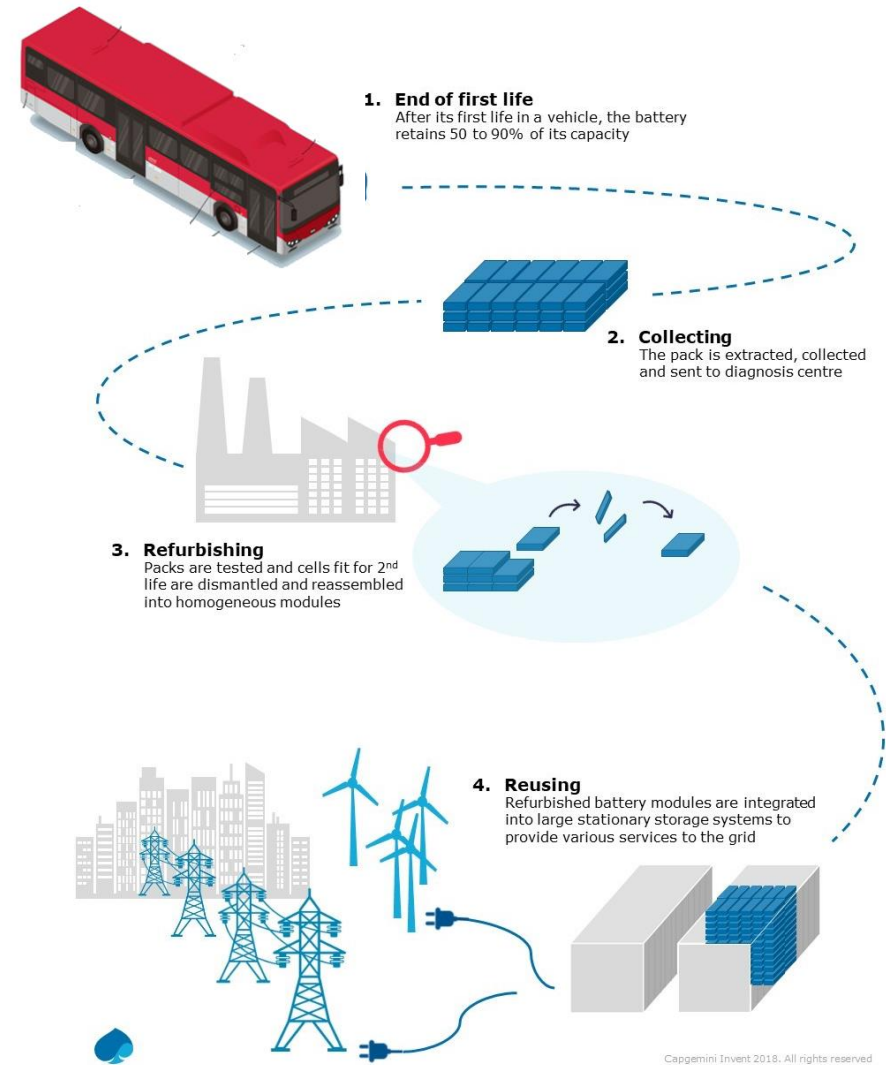 1. End of first life
After its first life in a vehicle, the battery
retains 50 to 90% of its capacity
2. Collecting
The pack is extracted, collected
and sent to diagnosis centre
3. Refurbishing
Packs are tested and cells fit for 2nd
life are dismantled and reassembled
into homogeneous modules
4. Reusing
Refurbished battery modules are integrated
into large stationary storage systems to
provide various services to the grid
Capgemini Invent 2018. All rights reserved